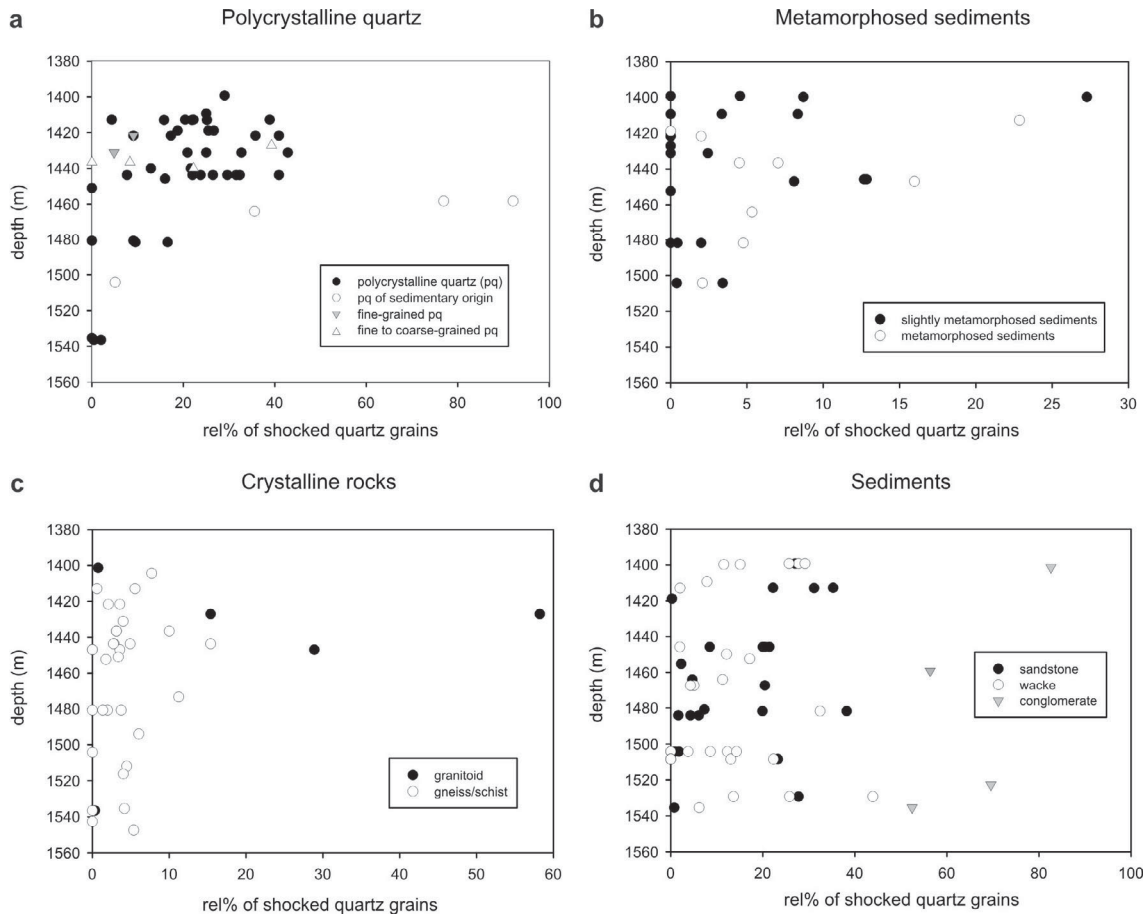 a
Polycrystalline quartz
1380
1400
1420
1440
1460
1480
1500
1520
1540
1560
depth (m)
polycrystalline quartz (pq)
pq of sedimentary origin
fine-grained pq
fine to coarse-grained pq
0 20 40 60 80 100
rel% of shocked quartz grains
b
Metamorphosed sediments
1380
1400
1420
1440
1460
1480
1500
1520
1540
1560
depth (m)
slightly metamorphosed sediments
metamorphosed sediments
0 5 10 15 20 25 30
rel% of shocked quartz grains
c
Crystalline rocks
1380
1400
1420
1440
1460
1480
1500
1520
1540
1560
depth (m)
granitoid
gneiss/schist
0 10 20 30 40 50 60
rel% of shocked quartz grains
d
Sediments
1380
1400
1420
1440
1460
1480
1500
1520
1540
1560
depth (m)
sandstone
wacke
conglomerate
0 20 40 60 80 100
rel% of shocked quartz grains